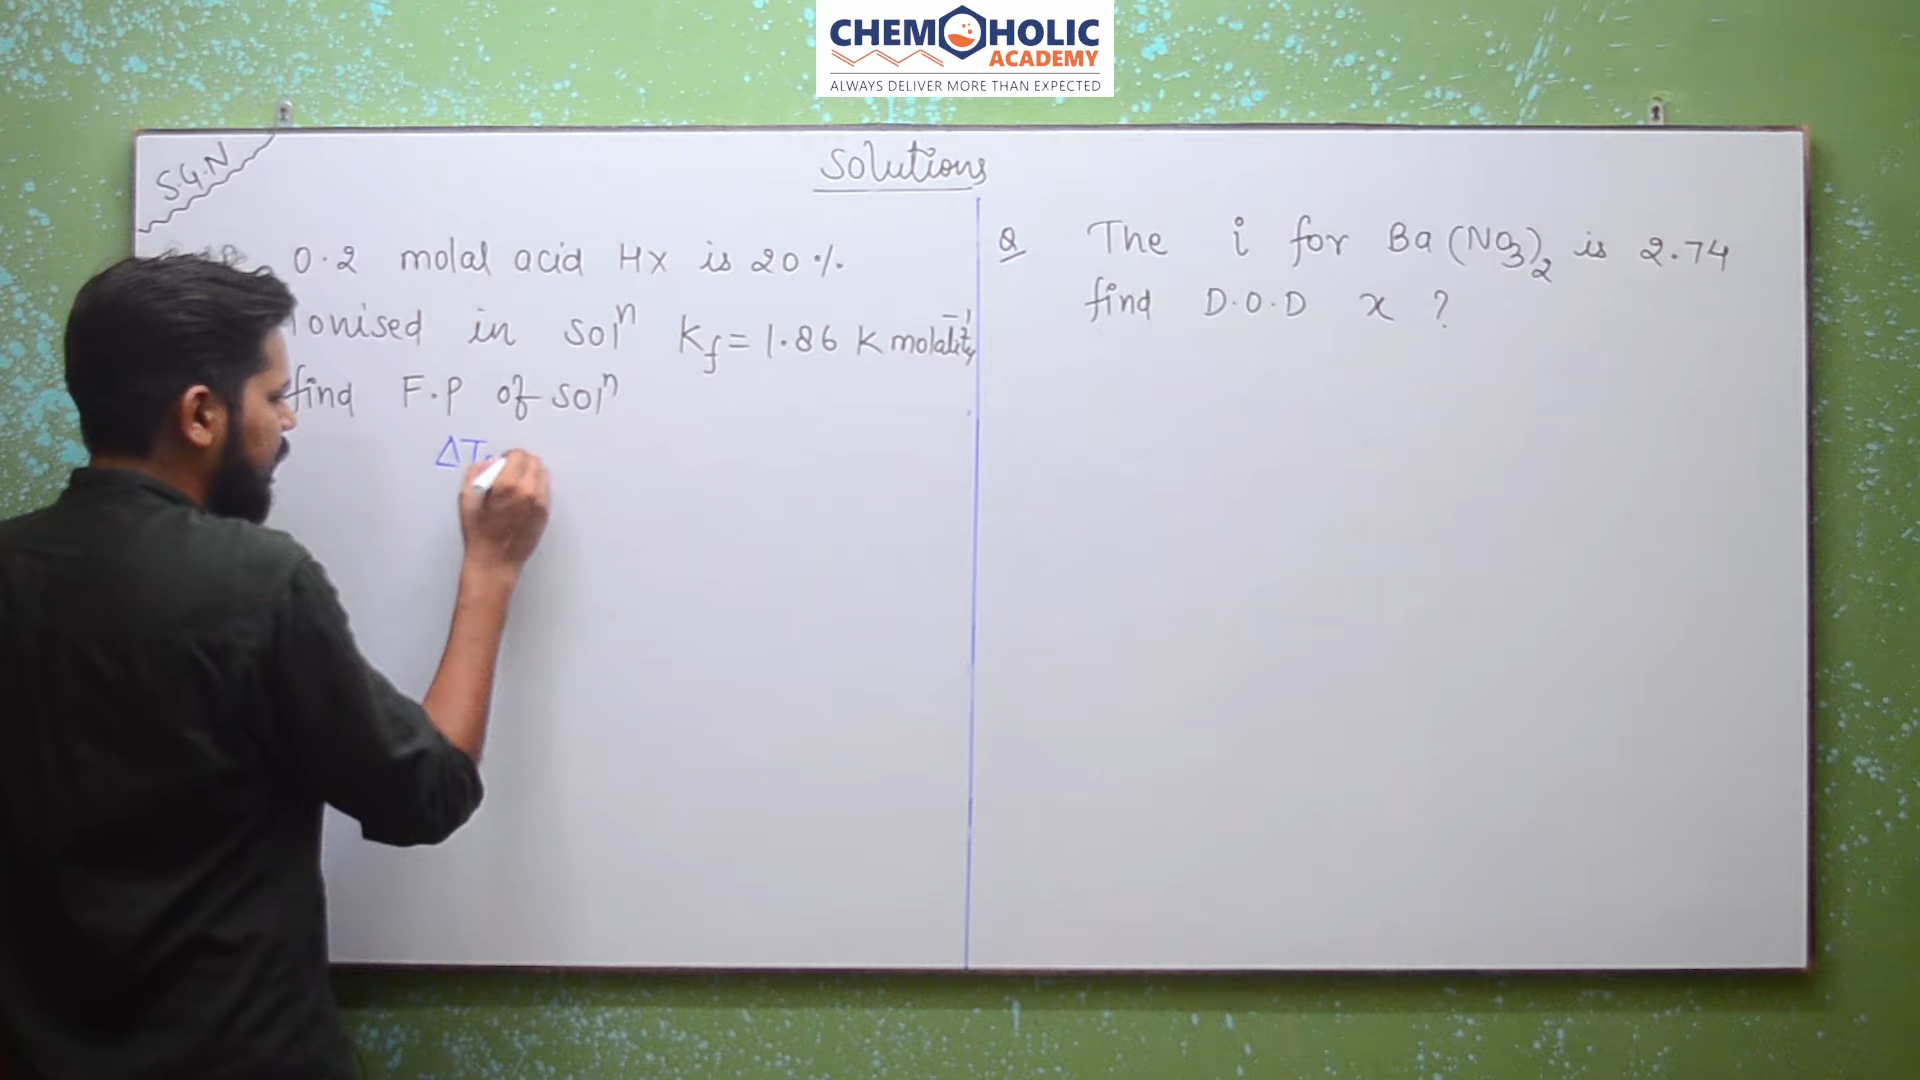 CHEMOHOLIC
ACADEMY
ALWAYS DELIVER MORE THAN EXPECTED
S.G.N
Solutions
0.2 molal acid HX is 20%
ionised in solⁿ Kf = 1.86 K molality⁻¹
find F.P of solⁿ
ΔT
Q The i for Ba(NO₃)₂ is 2.74
find D.O.D x ?